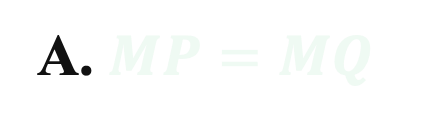 A. MP = MQ